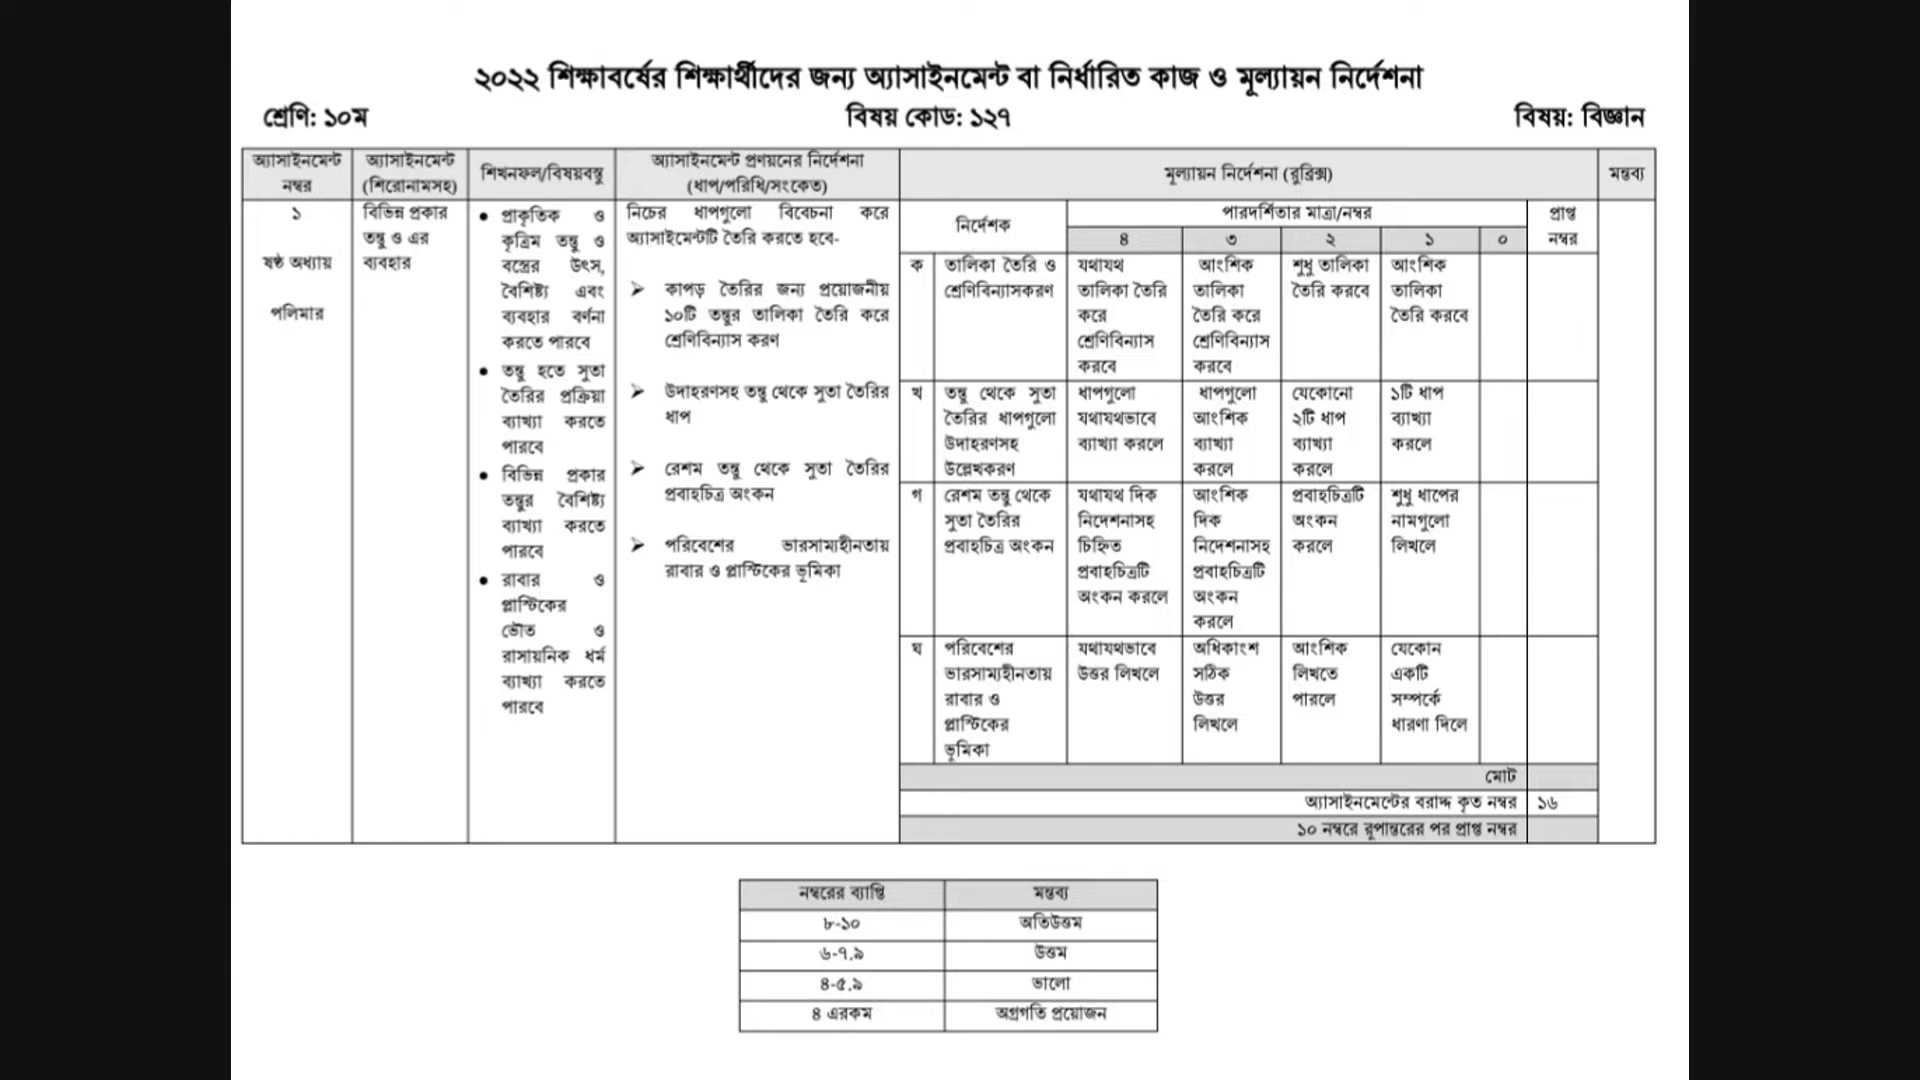 ২০২২ শিক্ষাবর্ষের শিক্ষার্থীদের জন্য অ্যাসাইনমেন্ট বা নির্ধারিত কাজ ও মূল্যায়ন নির্দেশনা
শ্রেণি: ১০ম বিষয় কোড: ১২৭ বিষয়: বিজ্ঞান
অ্যাসাইনমেন্ট
নম্বর
অ্যাসাইনমেন্ট
(শিরোনামসহ)
শিখনফল/বিষয়বস্তু
অ্যাসাইনমেন্ট প্রণয়নের নির্দেশনা
(ধাপ/পরিধি/সংকেত)
মূল্যায়ন নির্দেশনা (রুব্রিক্স)
মন্তব্য
১
ষষ্ঠ অধ্যায়
পলিমার
বিভিন্ন প্রকার
তন্তু ও এর
ব্যবহার
● প্রাকৃতিক ও
কৃত্রিম তন্তু ও
বস্ত্রের উৎস,
বৈশিষ্ট্য এবং
ব্যবহার বর্ণনা
করতে পারবে
● তন্তু হতে সুতা
তৈরির প্রক্রিয়া
ব্যাখ্যা করতে
পারবে
● বিভিন্ন প্রকার
তন্তুর বৈশিষ্ট্য
ব্যাখ্যা করতে
পারবে
● রাবার ও
প্লাস্টিকের
ভৌত ও
রাসায়নিক ধর্ম
ব্যাখ্যা করতে
পারবে
নিচের ধাপগুলো বিবেচনা করে
অ্যাসাইমেন্টটি তৈরি করতে হবে-
➢ কাপড় তৈরির জন্য প্রয়োজনীয়
১০টি তন্তুর তালিকা তৈরি করে
শ্রেণিবিন্যাস করণ
➢ উদাহরণসহ তন্তু থেকে সুতা তৈরির
ধাপ
➢ রেশম তন্তু থেকে সুতা তৈরির
প্রবাহচিত্র অংকন
➢ পরিবেশের ভারসাম্যহীনতায়
রাবার ও প্লাস্টিকের ভূমিকা
নির্দেশক
পারদর্শিতার মাত্রা/নম্বর
প্রাপ্ত
নম্বর
৪ ৩ ২ ১ ০
ক
তালিকা তৈরি ও
শ্রেণিবিন্যাসকরণ
যথাযথ
তালিকা তৈরি
করে
শ্রেণিবিন্যাস
করবে
আংশিক
তালিকা
তৈরি করে
শ্রেণিবিন্যাস
করবে
শুধু তালিকা
তৈরি করবে
আংশিক
তালিকা
তৈরি করবে
খ
তন্তু থেকে সুতা
তৈরির ধাপগুলো
উদাহরণসহ
উল্লেখকরণ
ধাপগুলো
যথাযথভাবে
ব্যাখ্যা করলে
ধাপগুলো
আংশিক
ব্যাখ্যা
করলে
যেকোনো
২টি ধাপ
ব্যাখ্যা
করলে
১টি ধাপ
ব্যাখ্যা
করলে
গ
রেশম তন্তু থেকে
সুতা তৈরির
প্রবাহচিত্র অংকন
যথাযথ দিক
নিদেশনাসহ
চিহ্নিত
প্রবাহচিত্রটি
অংকন করলে
আংশিক
দিক
নিদেশনাসহ
প্রবাহচিত্রটি
অংকন
করলে
প্রবাহচিত্রটি
অংকন
করলে
শুধু ধাপের
নামগুলো
লিখলে
ঘ
পরিবেশের
ভারসাম্যহীনতায়
রাবার ও
প্লাস্টিকের
ভূমিকা
যথাযথভাবে
উত্তর লিখলে
অধিকাংশ
সঠিক
উত্তর
লিখলে
আংশিক
লিখতে
পারলে
যেকোন
একটি
সম্পর্কে
ধারণা দিলে
মোট
অ্যাসাইনমেন্টের বরাদ্দ কৃত নম্বর ১৬
১০ নম্বরে রূপান্তরের পর প্রাপ্ত নম্বর
নম্বরের ব্যাপ্তি মন্তব্য
৮-১০ অতিউত্তম
৬-৭.৯ উত্তম
৪-৫.৯ ভালো
৪ এরকম অগ্রগতি প্রয়োজন